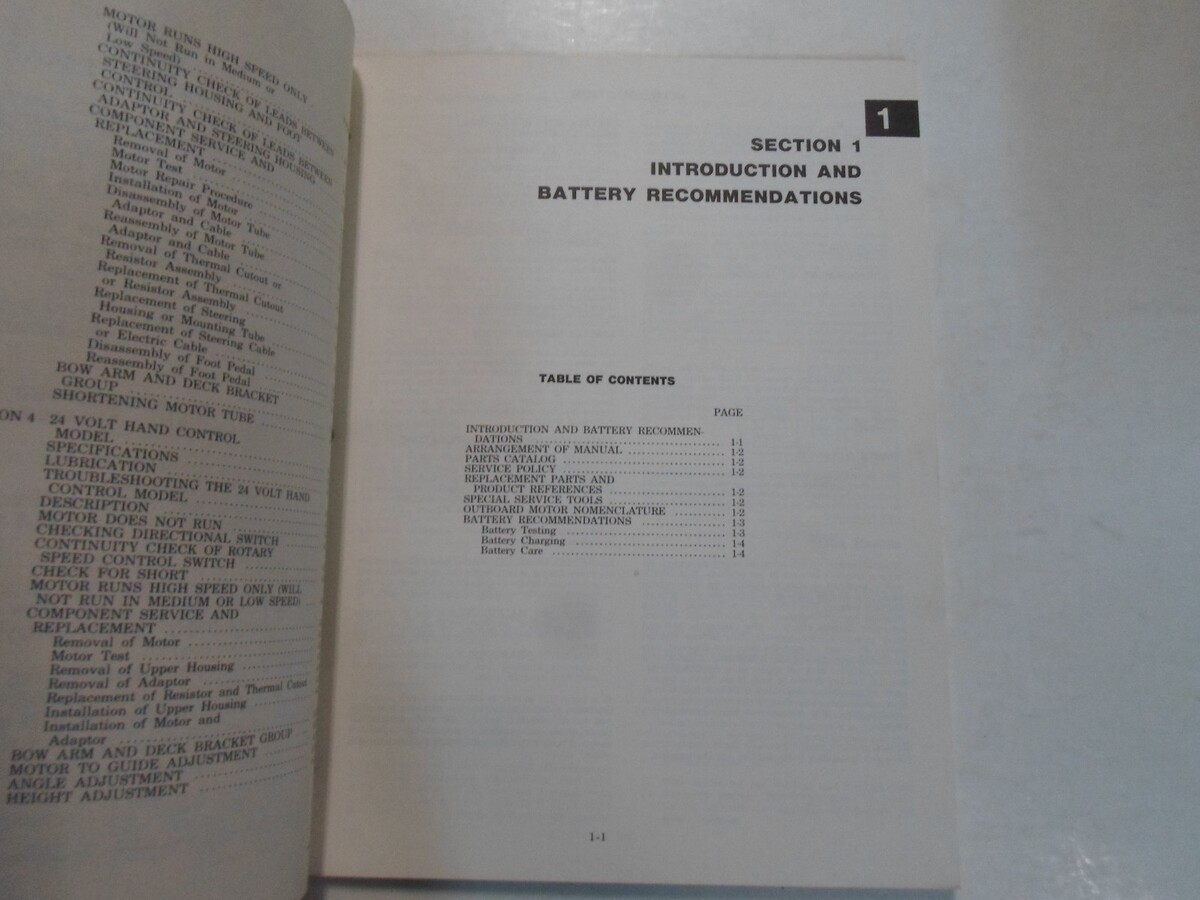 MOTOR RUNS HIGH SPEED ONLY
(Will Not Run in Medium or
Low Speed)
CONTINUITY CHECK OF LEADS BETWEEN
STEERING HOUSING AND FOOT
CONTROL
CONTINUITY CHECK OF LEADS BETWEEN
ADAPTOR AND STEERING HOUSING
COMPONENT SERVICE AND
REPLACEMENT
Removal of Motor
Motor Test
Motor Repair Procedure
Installation of Motor
Disassembly of Motor Tube
Adaptor and Cable
Reassembly of Motor Tube
Adaptor and Cable
Removal of Thermal Cutout or
Resistor Assembly
Replacement of Thermal Cutout
or Resistor Assembly
Replacement of Steering
Housing or Mounting Tube
Replacement of Steering Cable
or Electric Cable
Disassembly of Foot Pedal
Reassembly of Foot Pedal
BOW ARM AND DECK BRACKET
GROUP
SHORTENING MOTOR TUBE
ON 4 24 VOLT HAND CONTROL
MODEL
SPECIFICATIONS
LUBRICATION
TROUBLESHOOTING THE 24 VOLT HAND
CONTROL MODEL
DESCRIPTION
MOTOR DOES NOT RUN
CHECKING DIRECTIONAL SWITCH
CONTINUITY CHECK OF ROTARY
SPEED CONTROL SWITCH
CHECK FOR SHORT
MOTOR RUNS HIGH SPEED ONLY (WILL
NOT RUN IN MEDIUM OR LOW SPEED)
COMPONENT SERVICE AND
REPLACEMENT
Removal of Motor
Motor Test
Removal of Upper Housing
Removal of Adaptor
Replacement of Resistor and Thermal Cutout
Installation of Upper Housing
Installation of Motor and
Adaptor
BOW ARM AND DECK BRACKET GROUP
MOTOR TO GUIDE ADJUSTMENT
ANGLE ADJUSTMENT
HEIGHT ADJUSTMENT
1
SECTION 1
INTRODUCTION AND
BATTERY RECOMMENDATIONS
TABLE OF CONTENTS
PAGE
INTRODUCTION AND BATTERY RECOMMEN-
DATIONS 1-1
ARRANGEMENT OF MANUAL 1-2
PARTS CATALOG 1-2
SERVICE POLICY 1-2
REPLACEMENT PARTS AND
PRODUCT REFERENCES 1-2
SPECIAL SERVICE TOOLS 1-2
OUTBOARD MOTOR NOMENCLATURE 1-2
BATTERY RECOMMENDATIONS 1-3
Battery Testing 1-3
Battery Charging 1-4
Battery Care 1-4
1-1